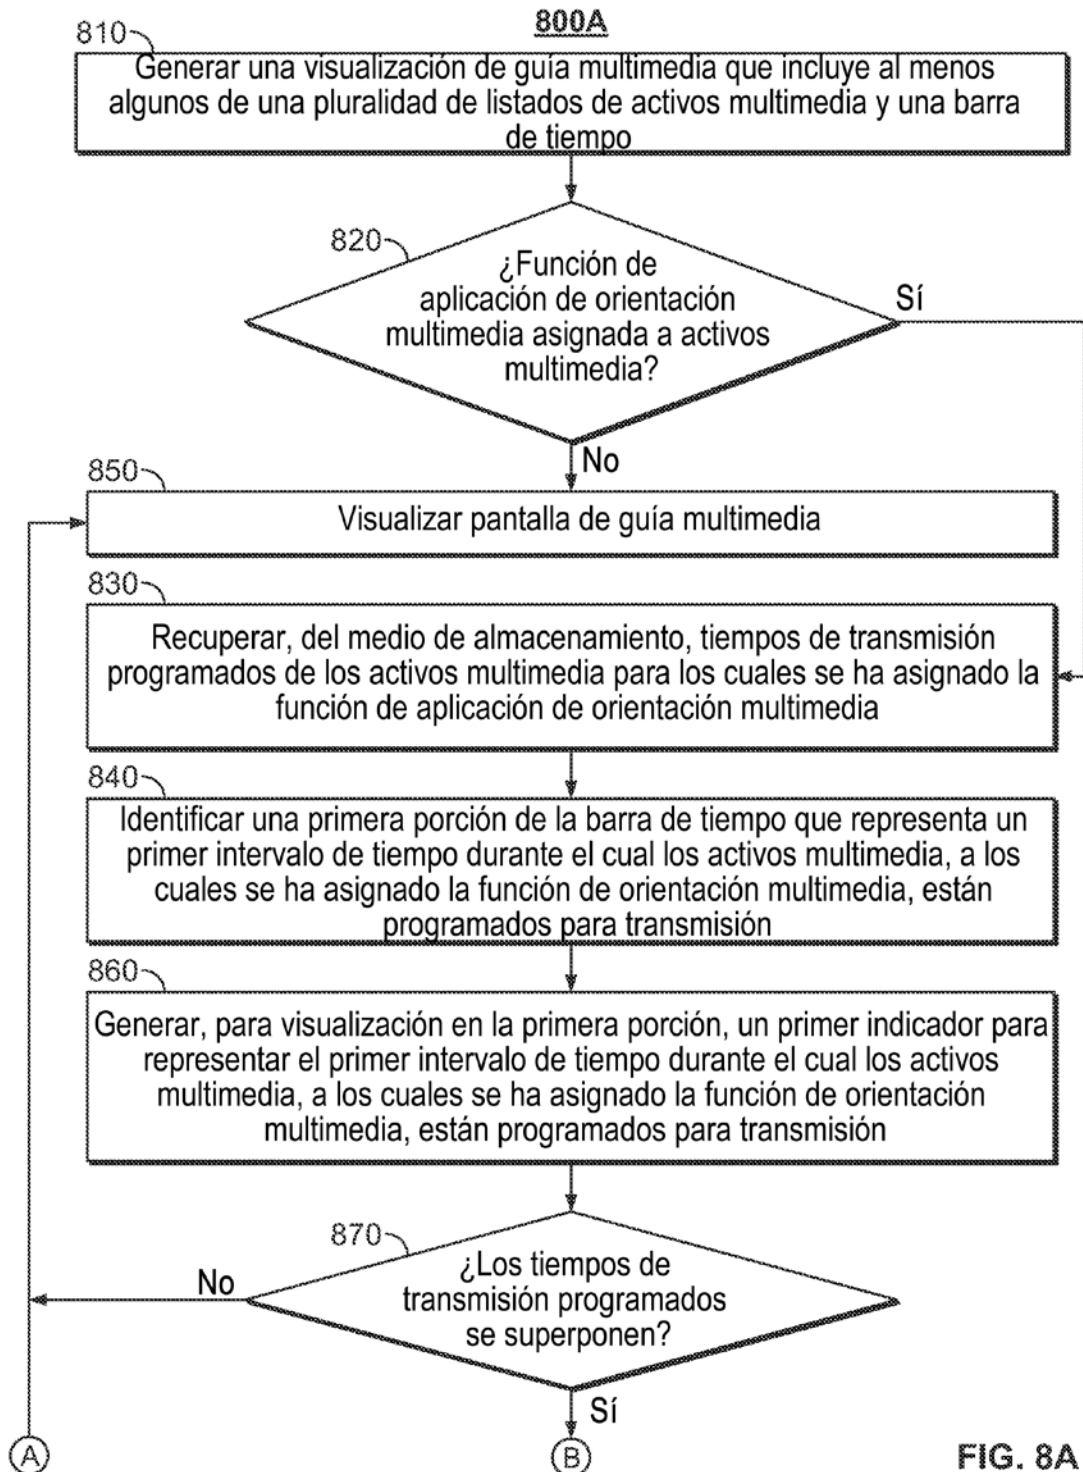 800A
810
Generar una visualización de guía multimedia que incluye al menos
algunos de una pluralidad de listados de activos multimedia y una barra
de tiempo
820
¿Función de
aplicación de orientación
multimedia asignada a activos
multimedia?
Sí
No
850
Visualizar pantalla de guía multimedia
830
Recuperar, del medio de almacenamiento, tiempos de transmisión
programados de los activos multimedia para los cuales se ha asignado la
función de aplicación de orientación multimedia
840
Identificar una primera porción de la barra de tiempo que representa un
primer intervalo de tiempo durante el cual los activos multimedia, a los
cuales se ha asignado la función de orientación multimedia, están
programados para transmisión
860
Generar, para visualización en la primera porción, un primer indicador para
representar el primer intervalo de tiempo durante el cual los activos
multimedia, a los cuales se ha asignado la función de orientación
multimedia, están programados para transmisión
870
¿Los tiempos de
transmisión programados
se superponen?
No
Sí
A
B
FIG. 8A